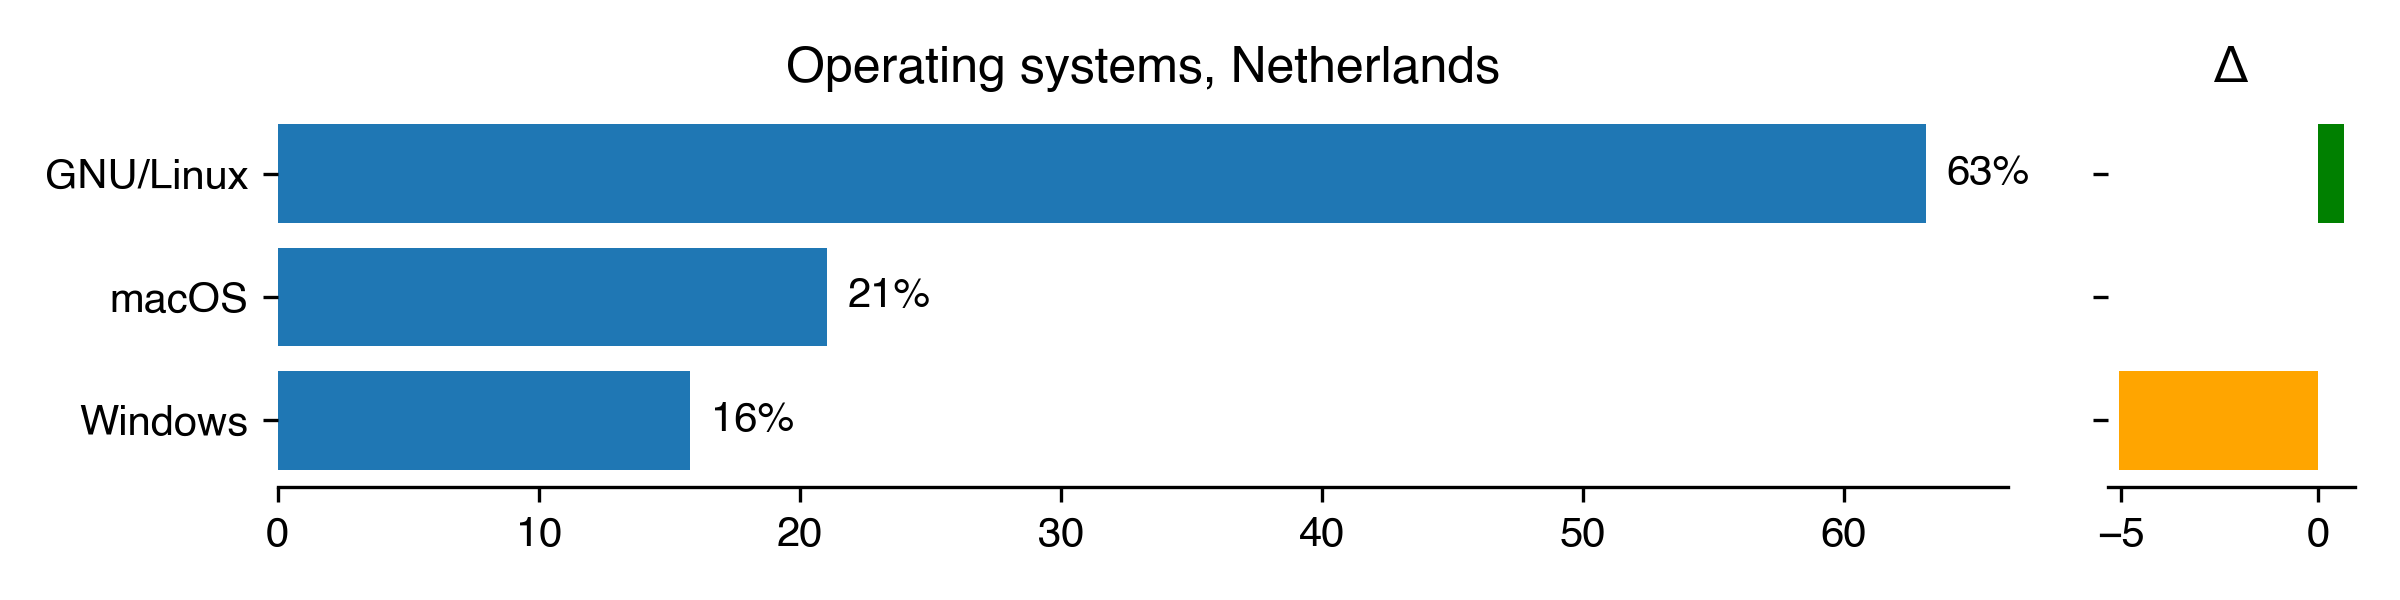 Operating systems, Netherlands
Δ
GNU/Linux
63%
macOS
21%
Windows
16%
0 10 20 30 40 50 60
−5 0